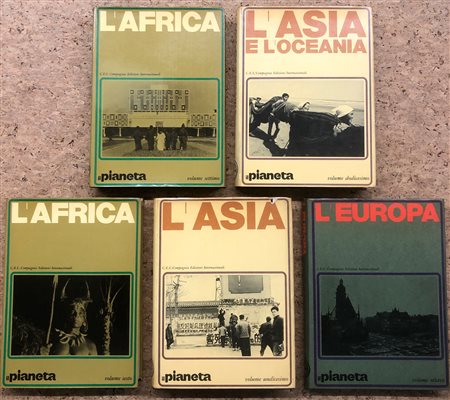 L'AFRICA
C.E.I. Compagnia Edizioni Internazionali
il pianeta
volume settimo
L'ASIA
E L'OCEANIA
C.E.I. Compagnia Edizioni Internazionali
il pianeta
volume dodicesimo
L'AFRICA
C.E.I. Compagnia Edizioni Internazionali
il pianeta
volume sesto
L'ASIA
C.E.I. Compagnia Edizioni Internazionali
il pianeta
volume undicesimo
L'EUROPA
C.E.I. Compagnia Edizioni Internazionali
il pianeta
volume